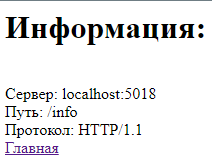 Информация:
Сервер: localhost:5018
Путь: /info
Протокол: HTTP/1.1
Главная